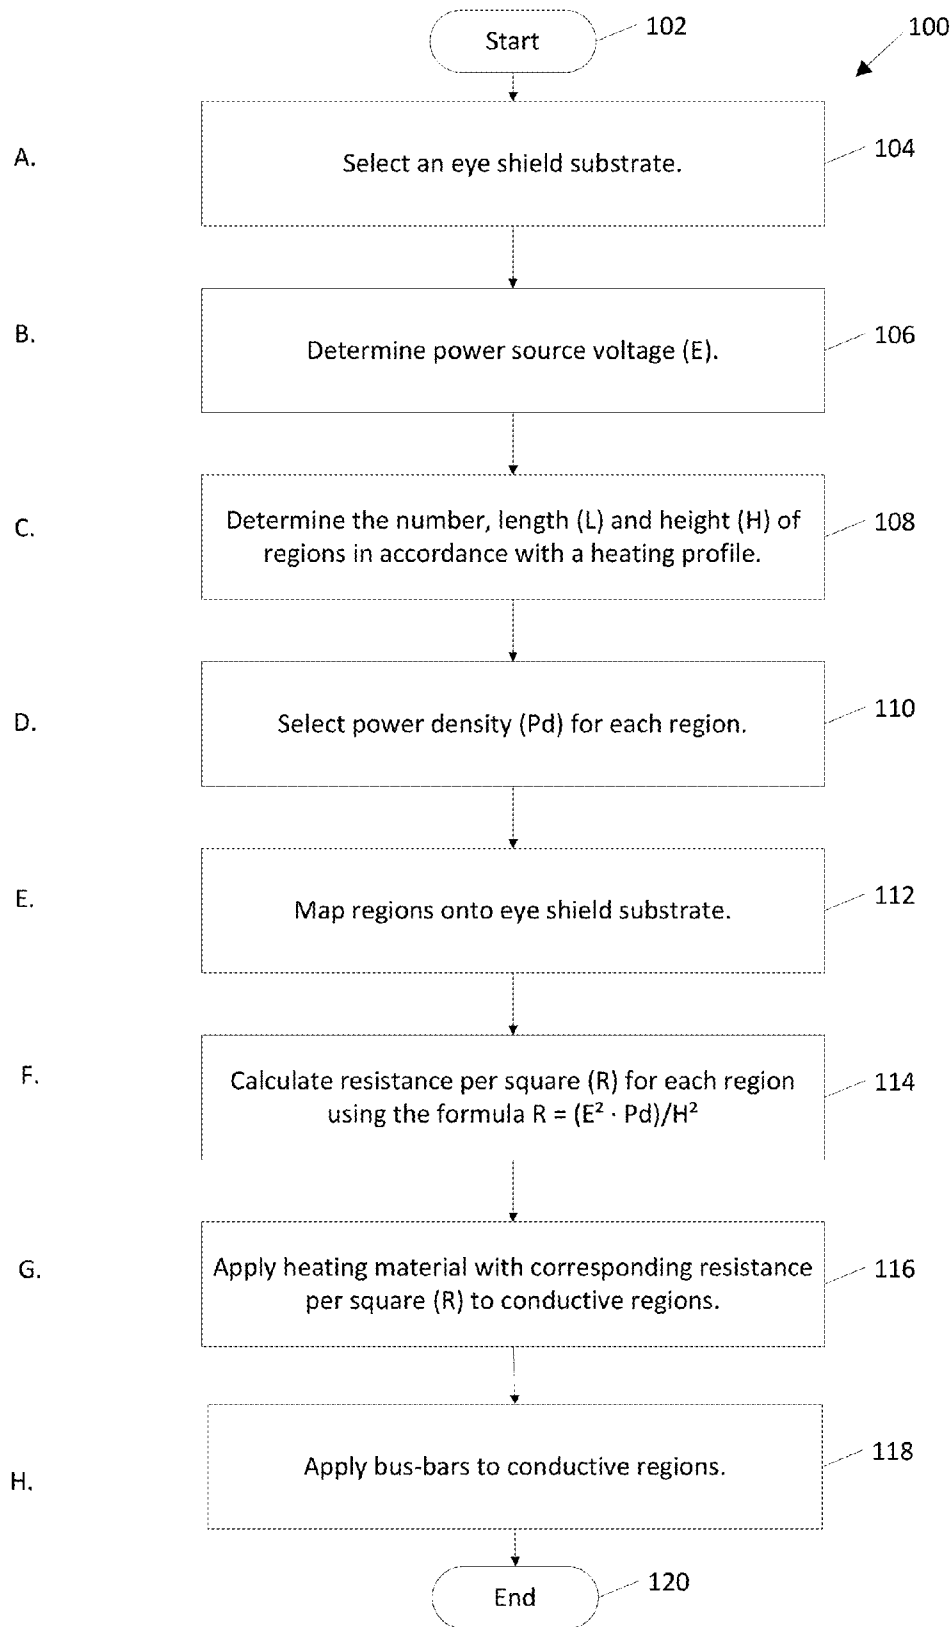 Start
102
100
A.
Select an eye shield substrate.
104
B.
Determine power source voltage (E).
106
C.
Determine the number, length (L) and height (H) of
regions in accordance with a heating profile.
108
D.
Select power density (Pd) for each region.
110
E.
Map regions onto eye shield substrate.
112
F.
Calculate resistance per square (R) for each region
using the formula R = (E² · Pd)/H²
114
G.
Apply heating material with corresponding resistance
per square (R) to conductive regions.
116
H.
Apply bus-bars to conductive regions.
118
End
120